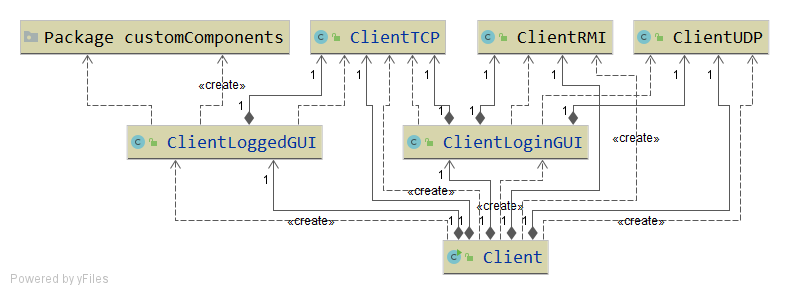 Package customComponents
ClientTCP
ClientRMI
ClientUDP
1
1
1
1
1
1
«create»
1
1
1
1
ClientLoggedGUI
ClientLoginGUI
«create»
1
1
«create»
«create»
«create»
«create»
1
1
1
1
1
Client
Powered by yFiles